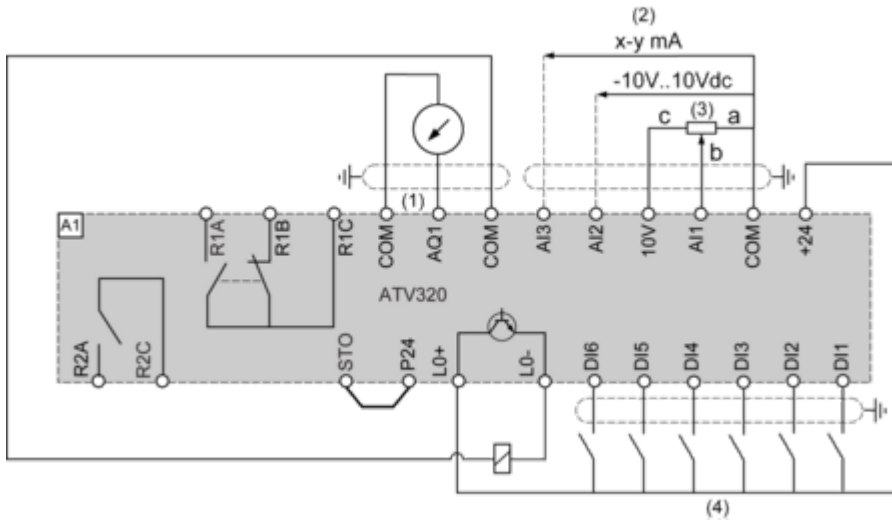 (2)
x-y mA
-10V..10Vdc
c (3) a
b
(1)
A1
R1A R1B R1C COM AQ1 COM AI3 AI2 10V AI1 COM +24
ATV320
R2A R2C STO P24 L0+ L0- DI6 DI5 DI4 DI3 DI2 DI1
(4)